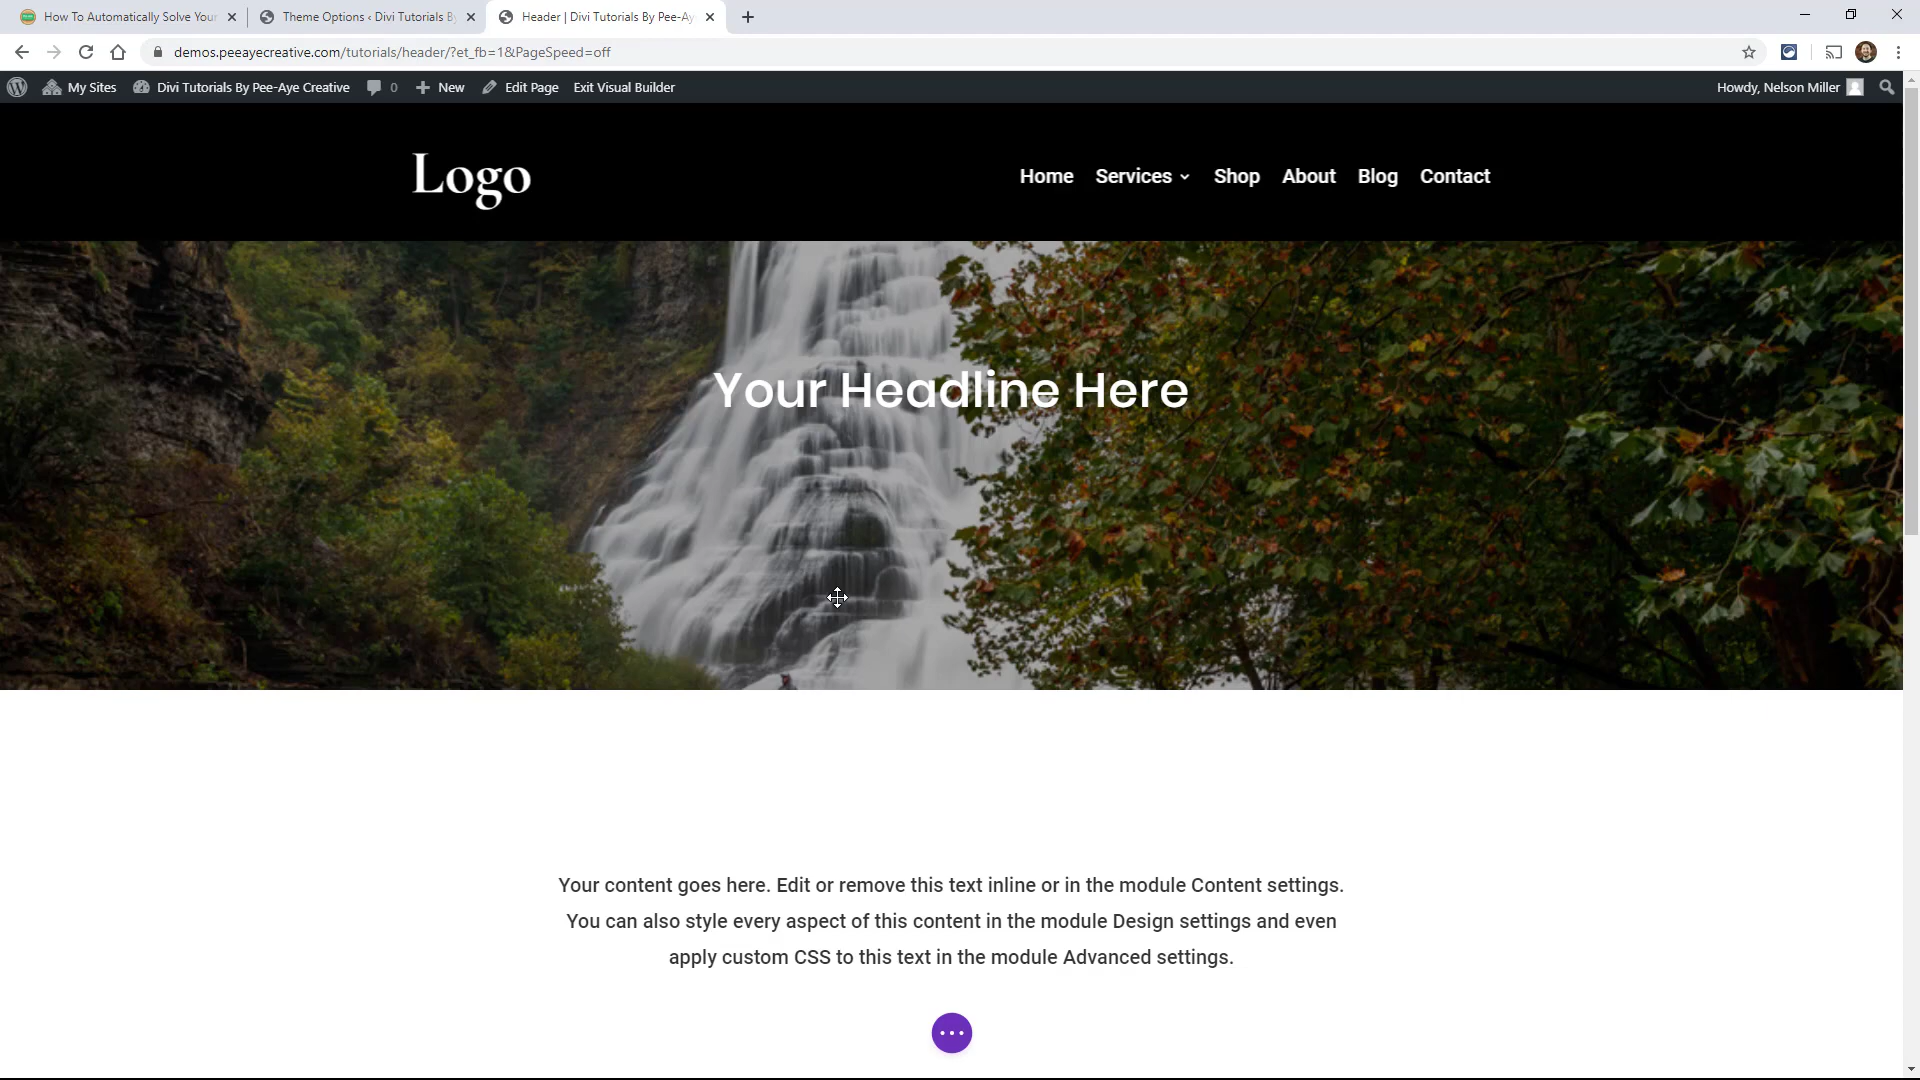 How To Automatically Solve Your
Theme Options ‹ Divi Tutorials B
Header | Divi Tutorials By Pee-Ay
demos.peeayecreative.com/tutorials/header/?et_fb=1&PageSpeed=off
My Sites Divi Tutorials By Pee-Aye Creative 0 New Edit Page Exit Visual Builder Howdy, Nelson Miller
Logo
Home Services Shop About Blog Contact
Your Headline Here
Your content goes here. Edit or remove this text inline or in the module Content settings.
You can also style every aspect of this content in the module Design settings and even
apply custom CSS to this text in the module Advanced settings.